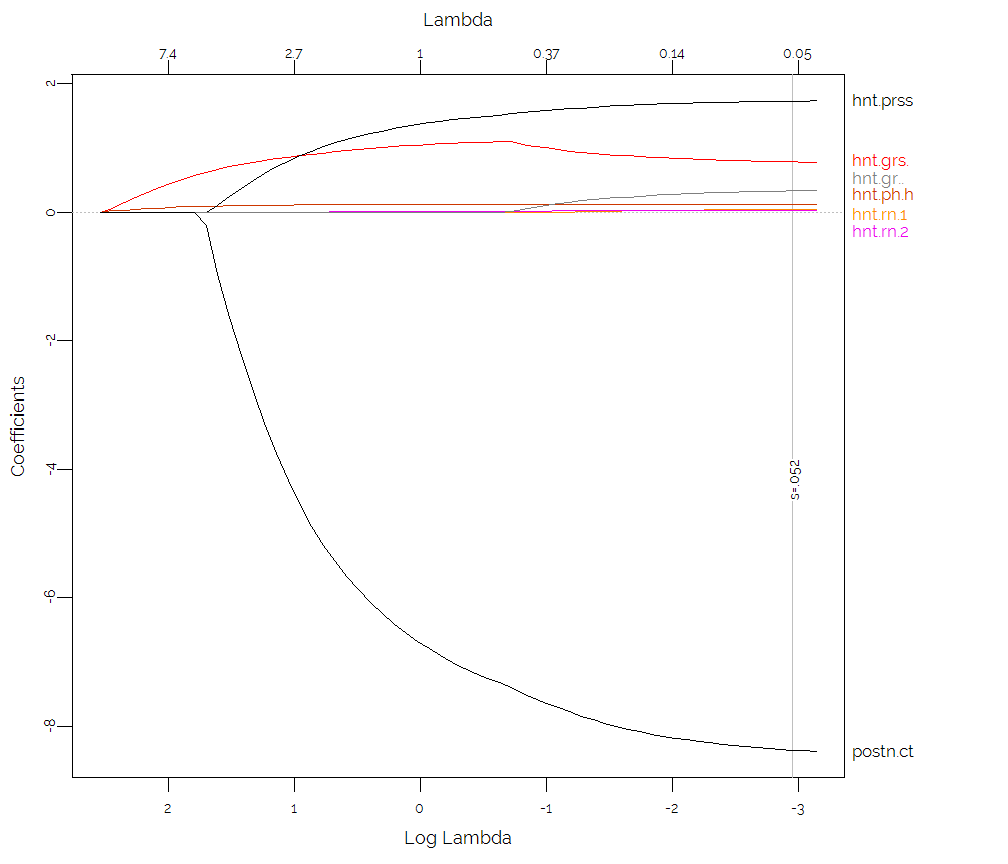 Lambda
7.4 2.7 1 0.37 0.14 0.05
2
0
-2
-4
-6
-8
Coefficients
hnt.prss
hnt.grs.
hnt.gr..
hnt.ph.h
hnt.rn.1
hnt.rn.2
s=.052
postn.ct
2 1 0 -1 -2 -3
Log Lambda